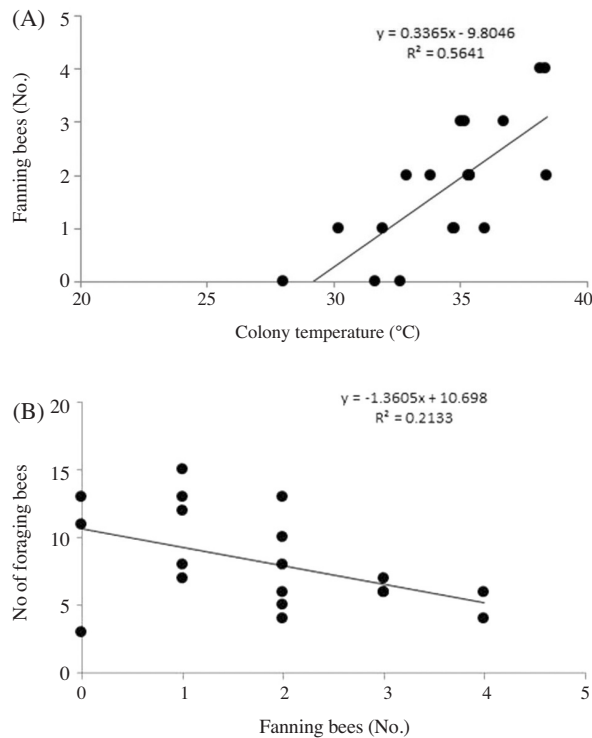 (A)
y = 0.3365x - 9.8046
R² = 0.5641
Fanning bees (No.)
5
4
3
2
1
0
20 25 30 35 40
Colony temperature (°C)
(B)
y = -1.3605x + 10.698
R² = 0.2133
No of foraging bees
20
15
10
5
0
0 1 2 3 4 5
Fanning bees (No.)